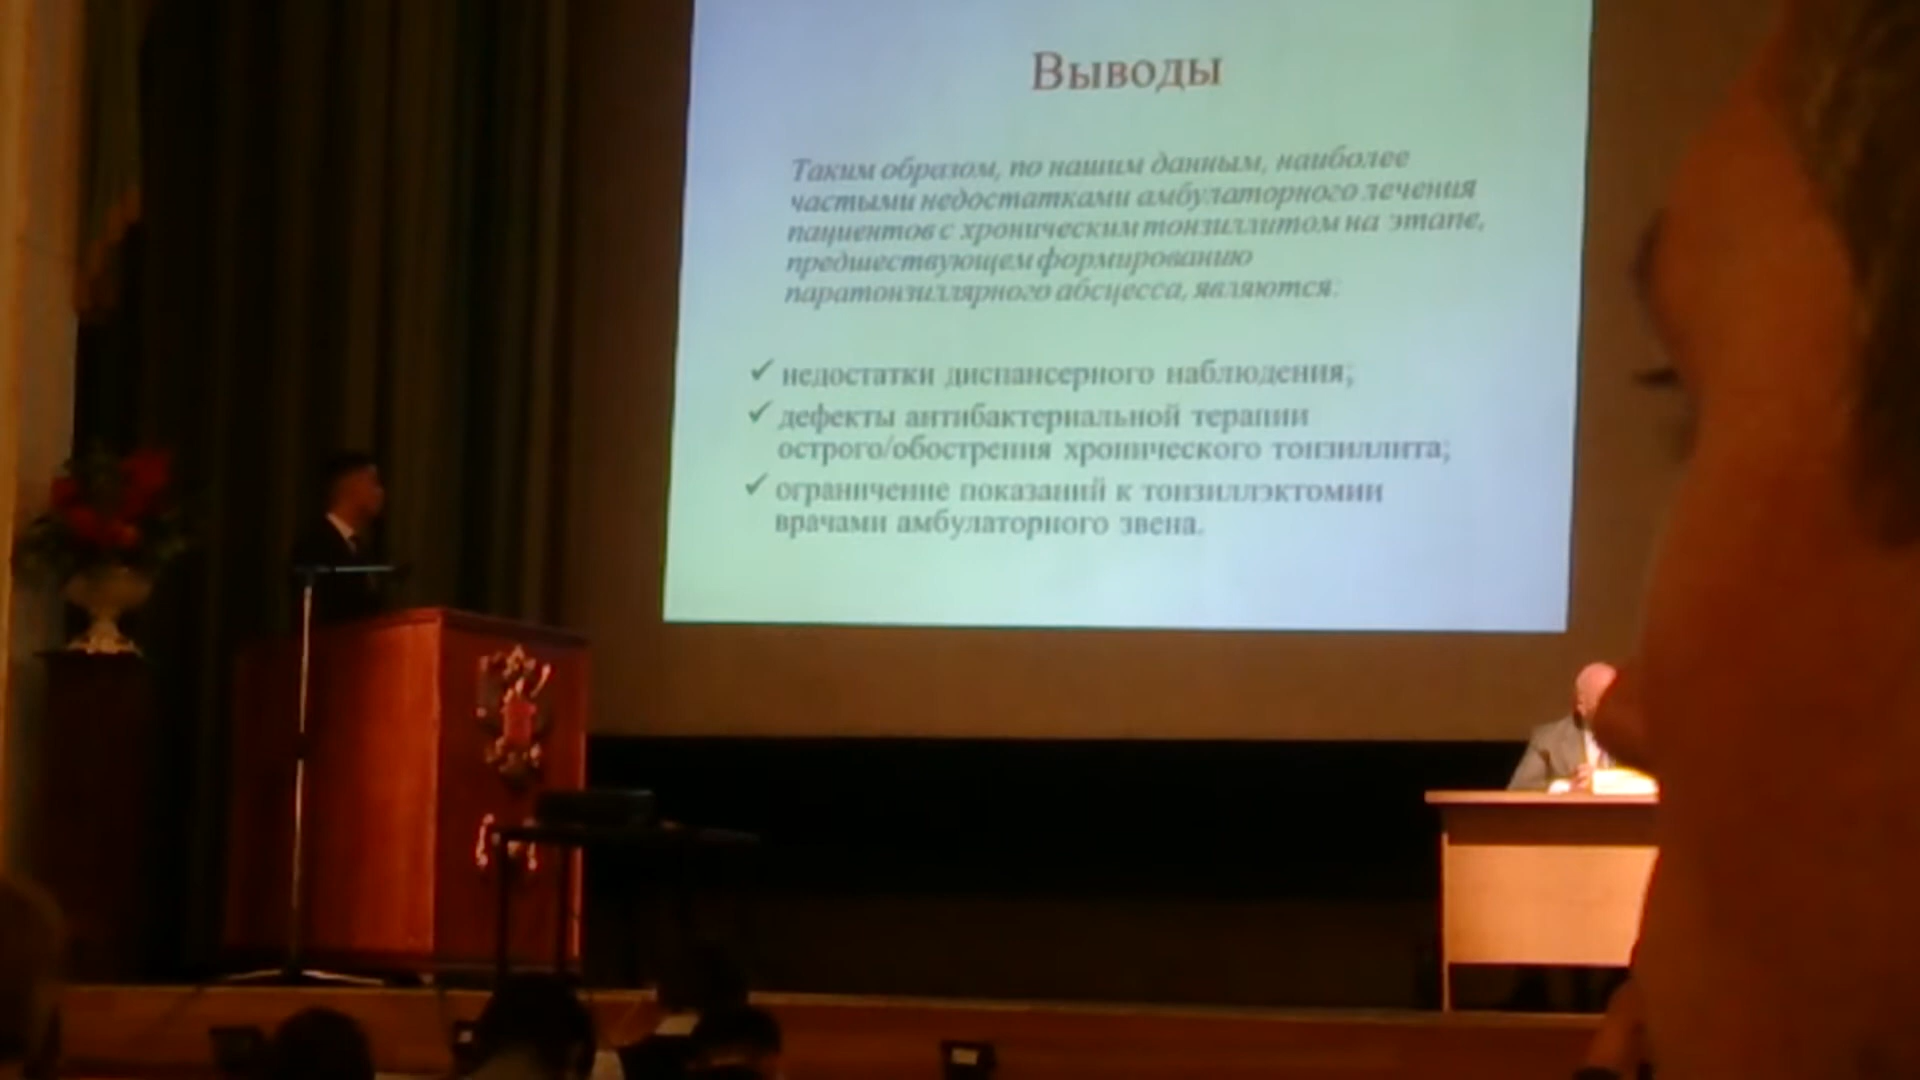 Выводы
Таким образом, по нашим данным, наиболее
частыми недостатками амбулаторного лечения
пациентов с хроническим тонзиллитом на этапе,
предшествующем формированию
паратонзиллярного абсцесса, являются:
✓ недостатки диспансерного наблюдения;
✓ дефекты антибактериальной терапии
острого/обострения хронического тонзиллита;
✓ ограничение показаний к тонзиллэктомии
врачами амбулаторного звена.